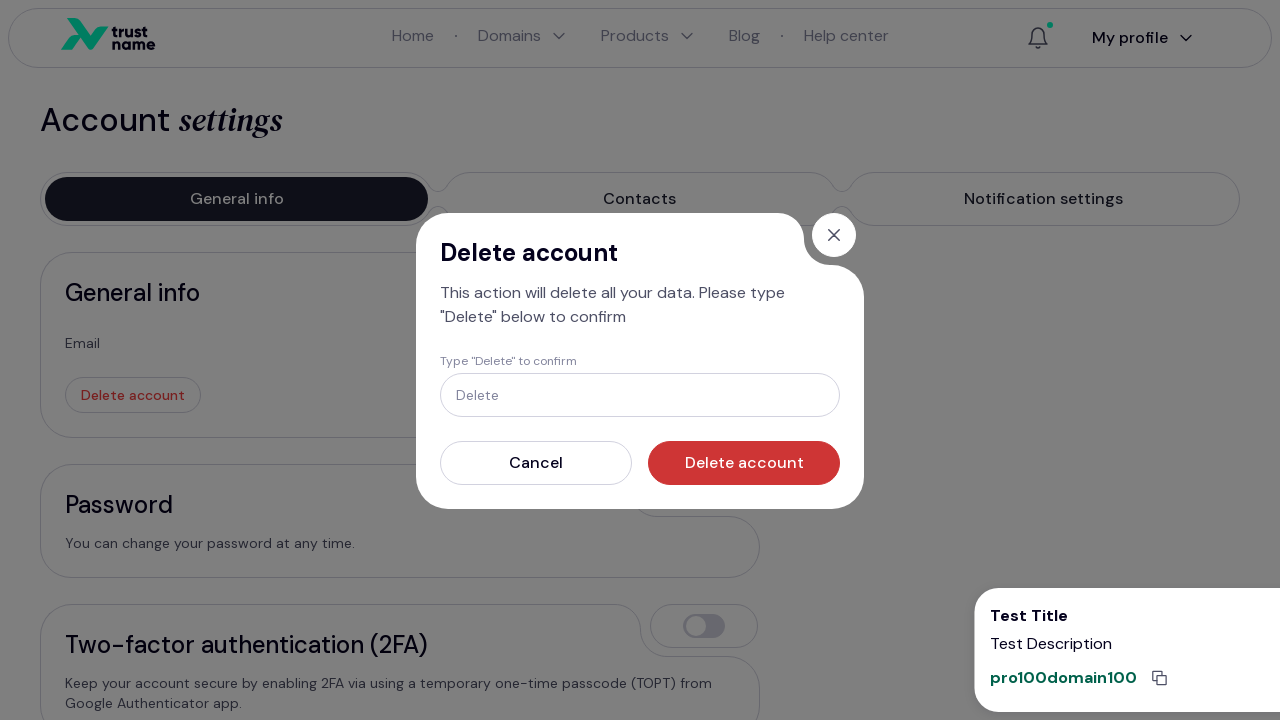 trust
name
Home
Domains
Products
Blog
Help center
My profile
Account settings
General info
Contacts
Notification settings
General info
Email
Delete account
Delete account
This action will delete all your data. Please type
"Delete" below to confirm
Type "Delete" to confirm
Delete
Cancel
Delete account
Password
You can change your password at any time.
Two-factor authentication (2FA)
Keep your account secure by enabling 2FA via using a temporary one-time passcode (TOPT) from
Google Authenticator app.
Test Title
Test Description
pro100domain100